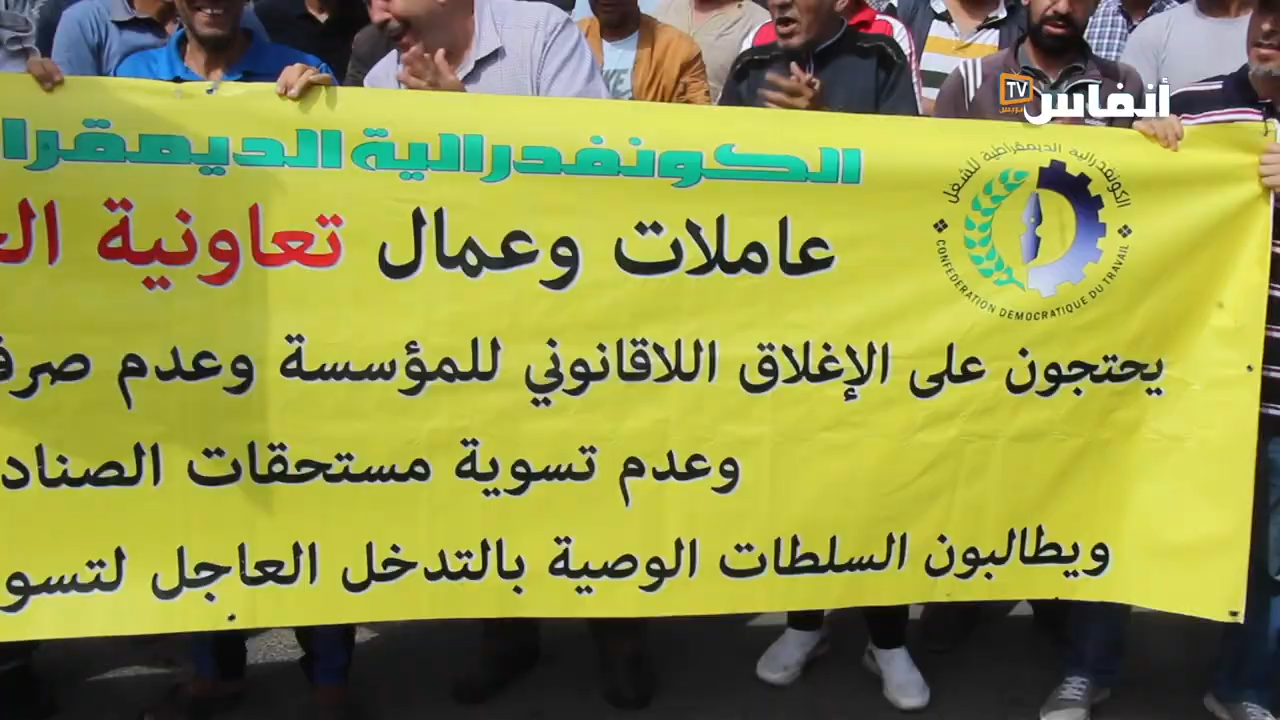 أنفاس
TV
بريس
الكونفدرالية الديمقرا
الكونفدرالية الديمقراطية للشغل
CONFEDERATION DEMOCRATIQUE DU TRAVAIL
عاملات وعمال تعاونية
يحتجون على الإغلاق اللاقانوني للمؤسسة وعدم صرف
وعدم تسوية مستحقات الصناد
ويطالبون السلطات الوصية بالتدخل العاجل لتسو